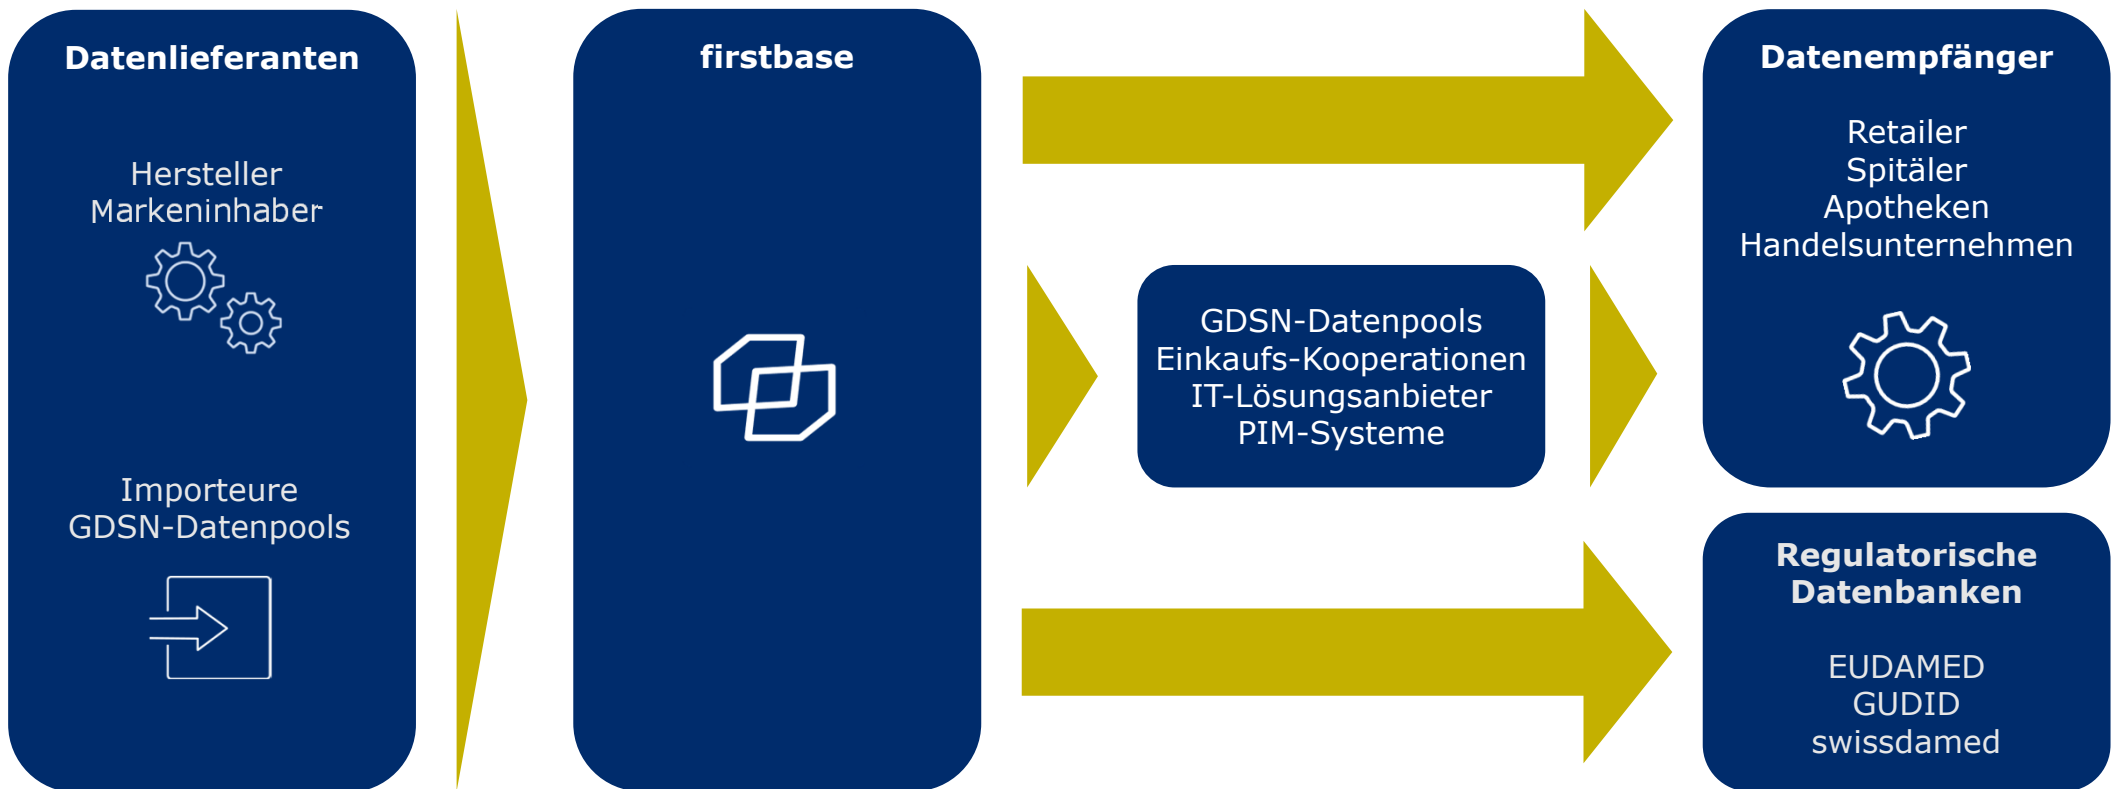 Datenlieferanten
Hersteller
Markeninhaber
Importeure
GDSN-Datenpools
firstbase
GDSN-Datenpools
Einkaufs-Kooperationen
IT-Lösungsanbieter
PIM-Systeme
Datenempfänger
Retailer
Spitäler
Apotheken
Handelsunternehmen
Regulatorische
Datenbanken
EUDAMED
GUDID
swissdamed